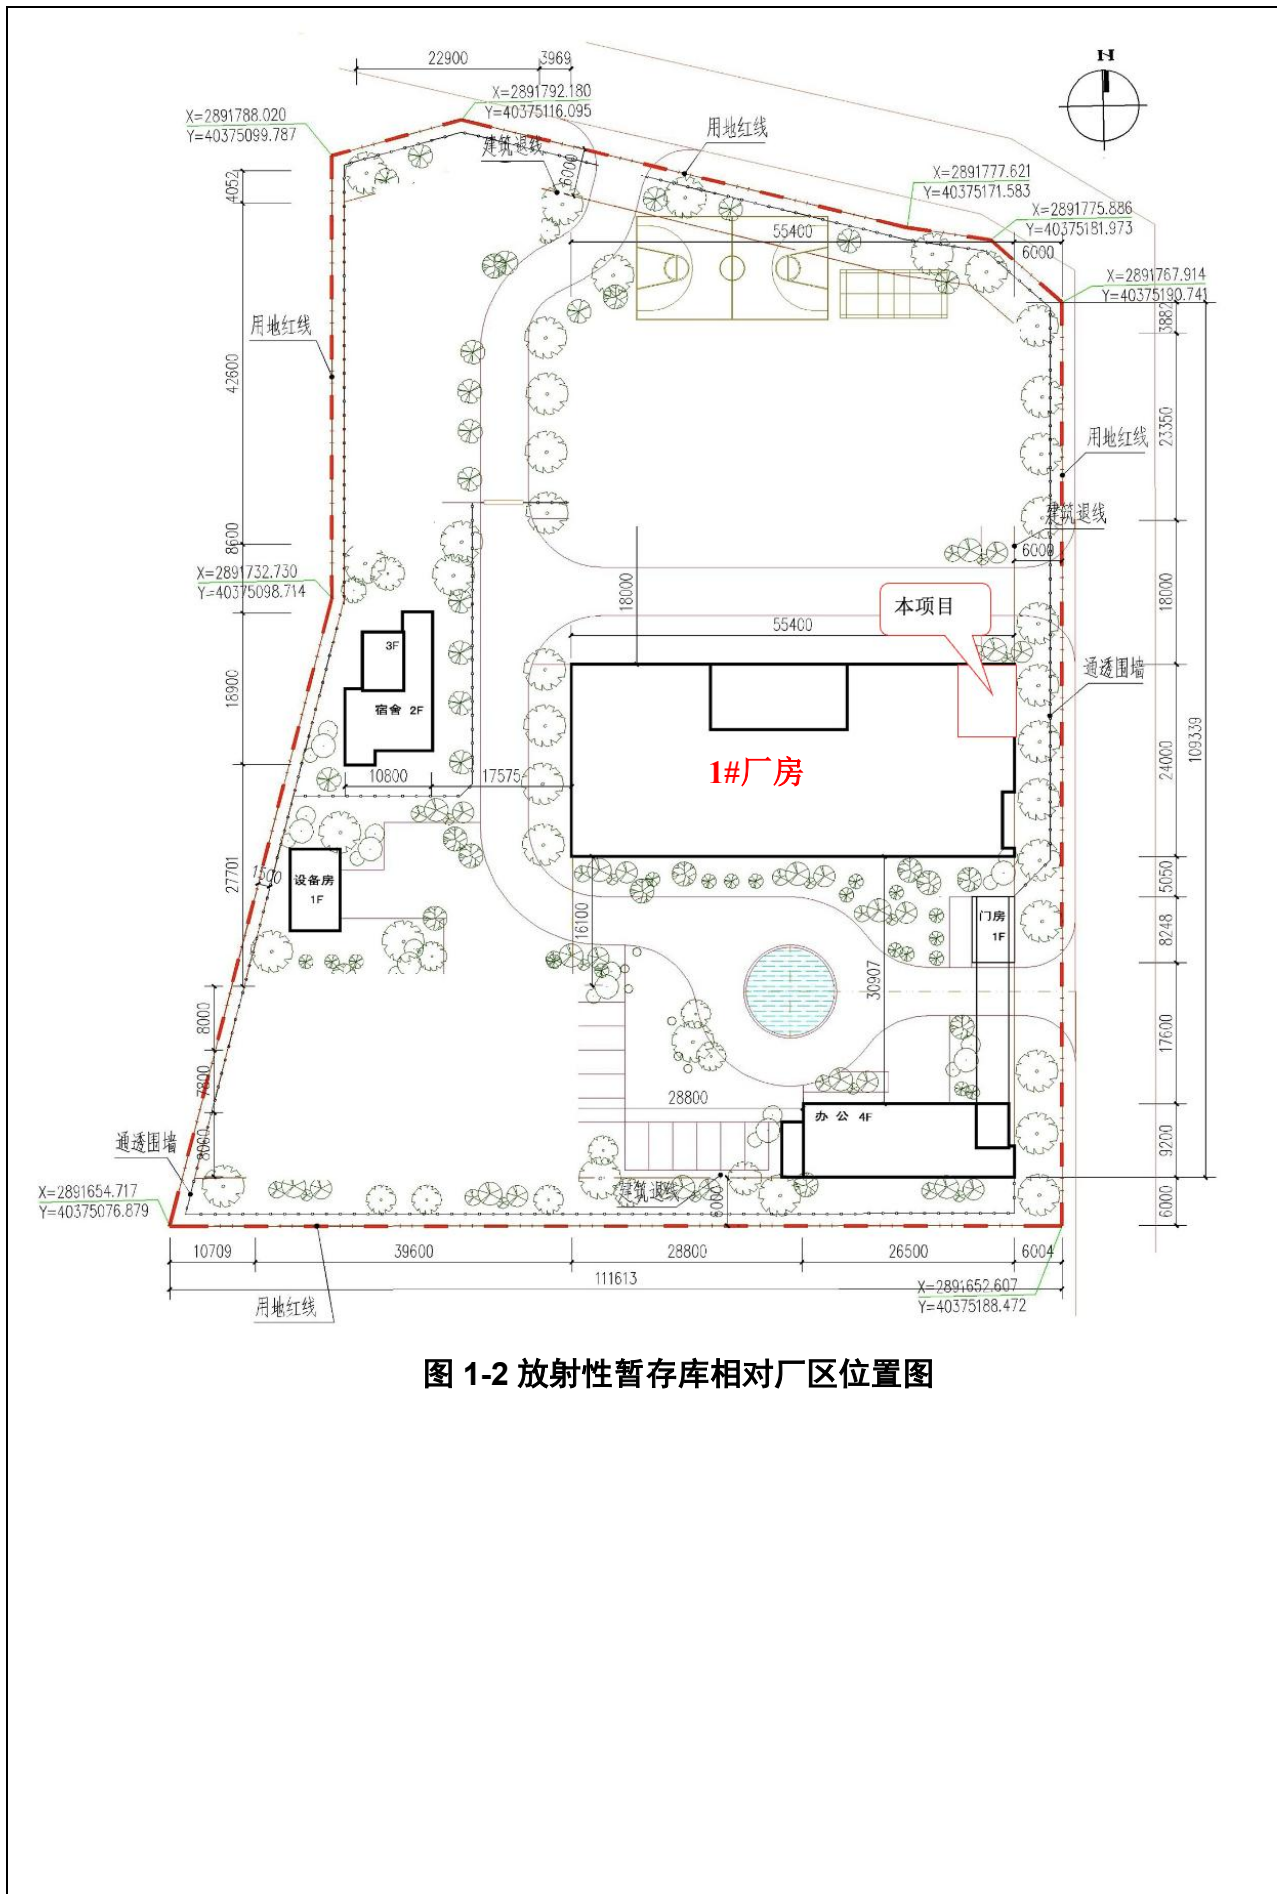 22900
3969
N
X=2891792.180
Y=40375116.095
X=2891788.020
Y=40375099.787
用地红线
建筑退线
6000
X=2891777.621
Y=40375171.583
4052
X=2891775.886
Y=40375181.973
55400
6000
X=2891767.914
Y=40375190.741
3882
用地红线
42600
23350
用地红线
建筑退线
8600
6000
X=2891732.730
Y=40375098.714
18000
本项目
18000
55400
3F
通透围墙
18900
宿舍 2F
109339
10800
17575
1#厂房
24000
27701
1500
设备房
1F
5050
16100
门房
1F
8248
30907
8000
17600
7800
28800
办 公 4F
通透围墙
8060
9200
建筑退线
6000
X=2891654.717
Y=40375076.879
6000
10709
39600
28800
26500
6004
111613
X=2891652.607
Y=40375188.472
用地红线
图 1-2 放射性暂存库相对厂区位置图